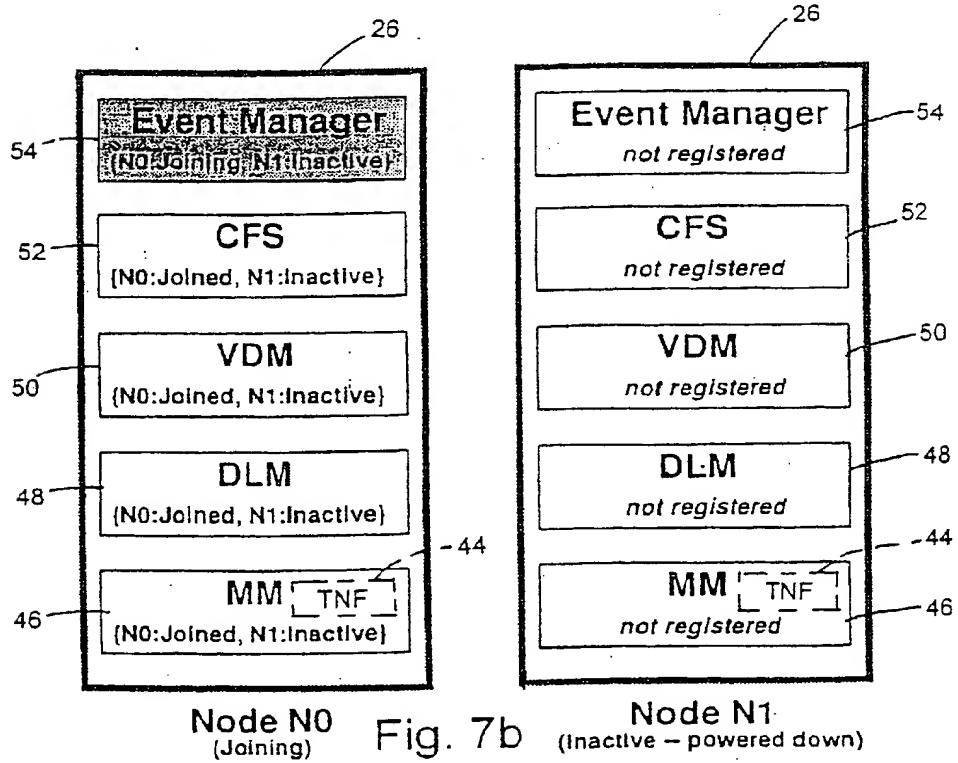 26
Event Manager
54
{N0:Joining, N1:Inactive}
CFS
52
{N0:Joined, N1:Inactive}
VDM
50
{N0:Joined, N1:Inactive}
DLM
48
{N0:Joined, N1:Inactive}
44
MM TNF
46
{N0:Joined, N1:Inactive}
Node N0
(Joining)
26
Event Manager
54
not registered
CFS
52
not registered
VDM
50
not registered
DLM
48
not registered
44
MM TNF
46
not registered
Node N1
(Inactive – powered down)
Fig. 7b